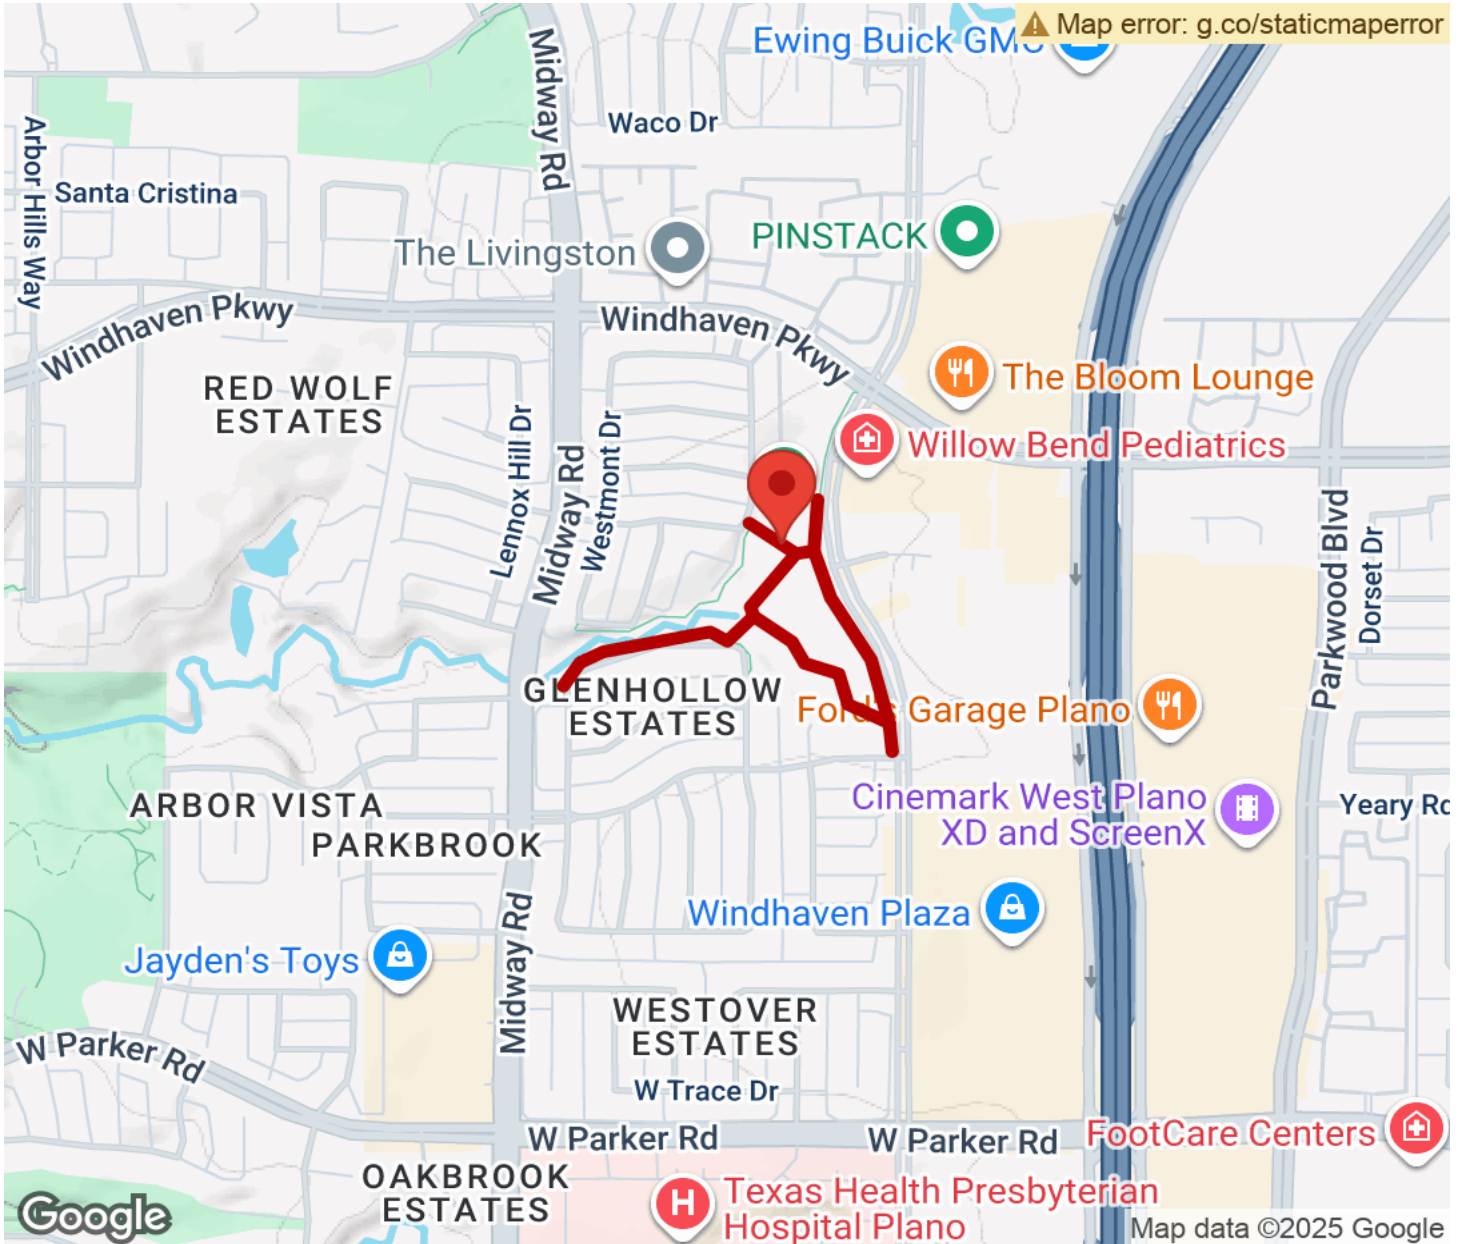 Map error: g.co/staticmaperror
Ewing Buick GMC
Midway Rd
Waco Dr
Arbor Hills Way
Santa Cristina
PINSTACK
The Livingston
Windhaven Pkwy
Windhaven Pkwy
RED WOLF
ESTATES
The Bloom Lounge
Lennox Hill Dr
Westmont Dr
Midway Rd
Willow Bend Pediatrics
Parkwood Blvd
Dorset Dr
GLENHOLLOW
ESTATES
Ford's Garage Plano
ARBOR VISTA
PARKBROOK
Cinemark West Plano
XD and ScreenX
Yeary Rd
Windhaven Plaza
Jayden's Toys
Midway Rd
WESTOVER
ESTATES
W Parker Rd
W Trace Dr
W Parker Rd
W Parker Rd
FootCare Centers
OAKBROOK
ESTATES
H
Texas Health Presbyterian
Hospital Plano
Google
Map data ©2025 Google